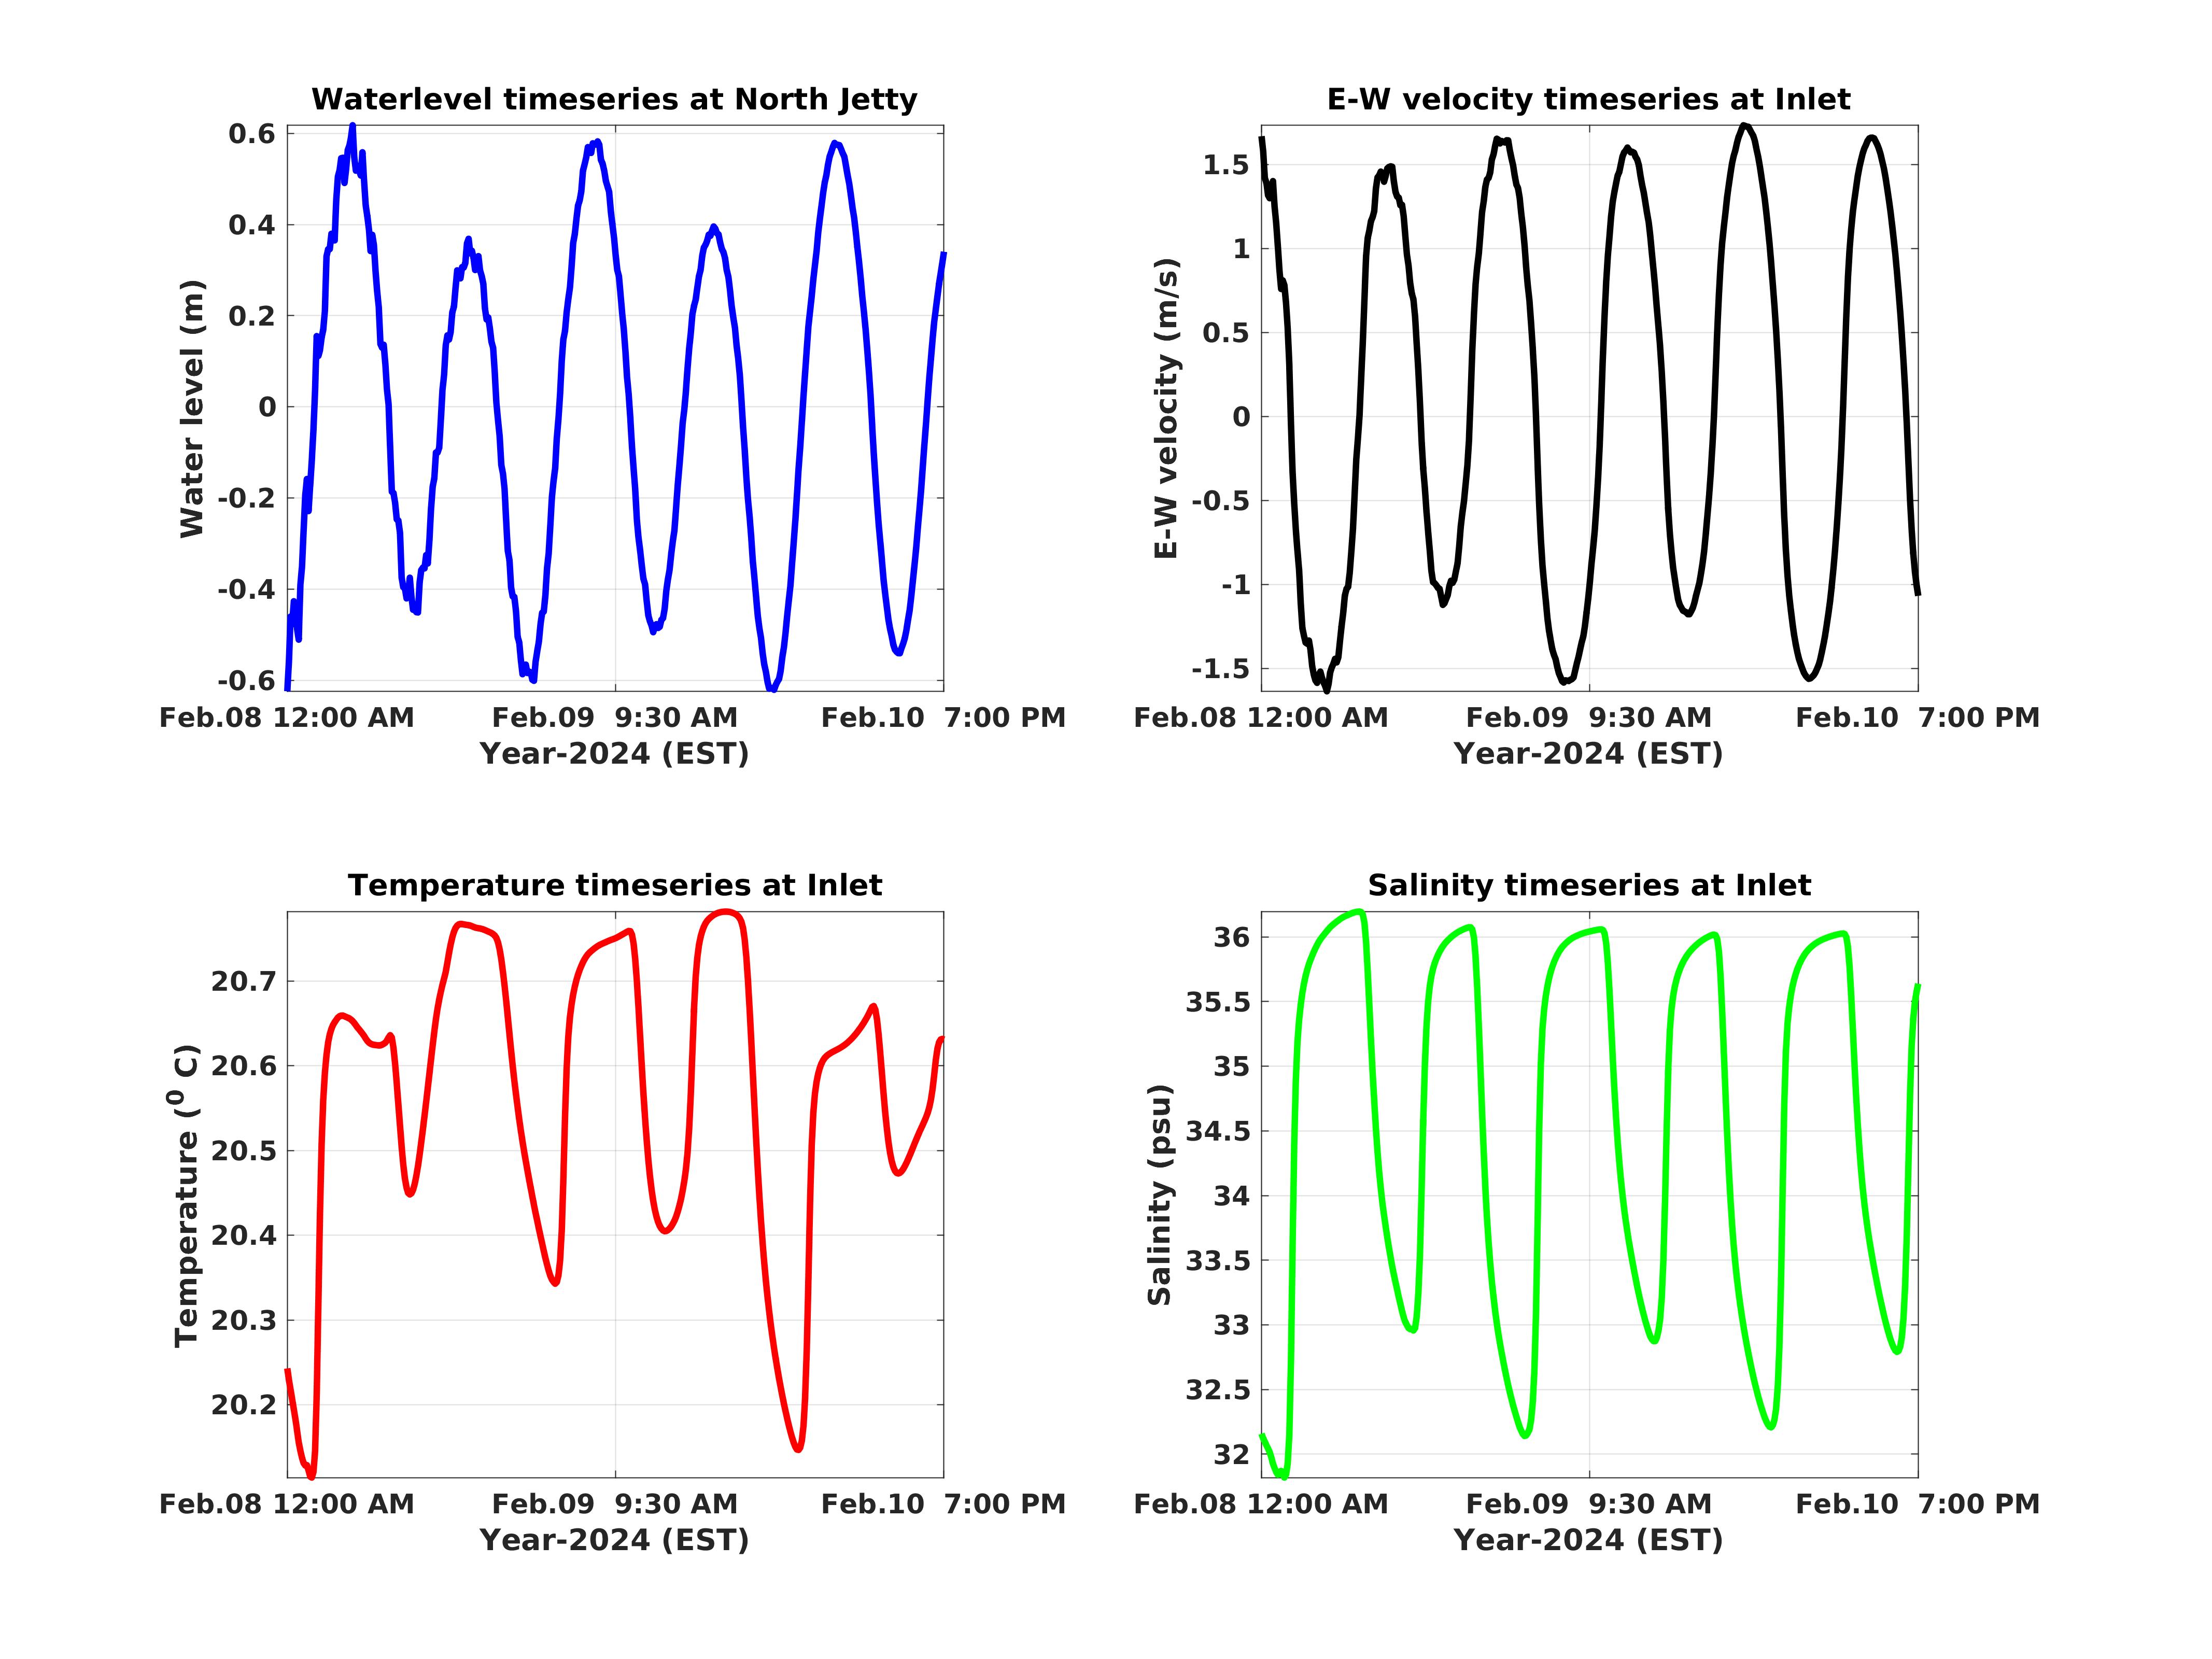 Waterlevel timeseries at North Jetty
0.6
0.4
0.2
0
-0.2
-0.4
-0.6
Water level (m)
Feb.08 12:00 AM
Feb.09 9:30 AM
Feb.10 7:00 PM
Year-2024 (EST)
E-W velocity timeseries at Inlet
1.5
1
0.5
0
-0.5
-1
-1.5
E-W velocity (m/s)
Feb.08 12:00 AM
Feb.09 9:30 AM
Feb.10 7:00 PM
Year-2024 (EST)
Temperature timeseries at Inlet
20.7
20.6
20.5
20.4
20.3
20.2
Temperature (⁰ C)
Feb.08 12:00 AM
Feb.09 9:30 AM
Feb.10 7:00 PM
Year-2024 (EST)
Salinity timeseries at Inlet
36
35.5
35
34.5
34
33.5
33
32.5
32
Salinity (psu)
Feb.08 12:00 AM
Feb.09 9:30 AM
Feb.10 7:00 PM
Year-2024 (EST)